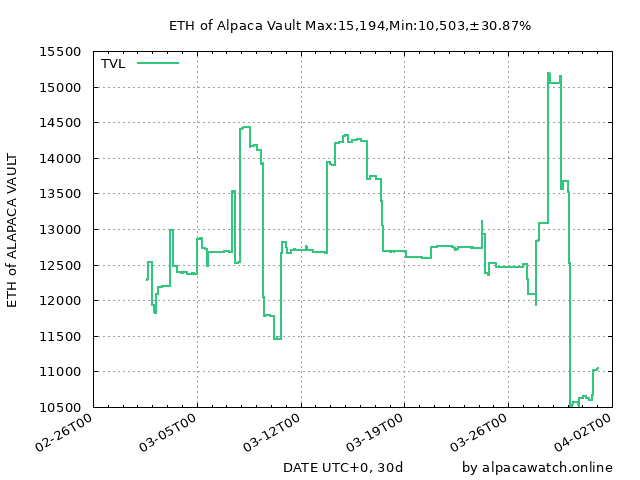 ETH of Alpaca Vault Max:15,194,Min:10,503,±30.87%
TVL
ETH of ALAPACA VAULT
15500
15000
14500
14000
13500
13000
12500
12000
11500
11000
10500
02-26T00
03-05T00
03-12T00
03-19T00
03-26T00
04-02T00
DATE UTC+0, 30d
by alpacawatch.online